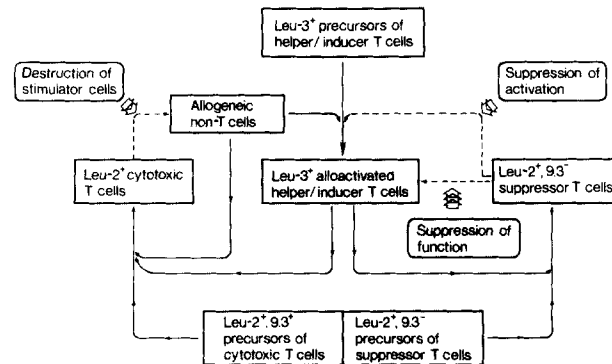 Leu-3⁺ precursors of
helper/inducer T cells
Destruction of
stimulator cells
Suppression of
activation
Allogeneic
non-T cells
Leu-2⁺ cytotoxic
T cells
Leu-3⁺ alloactivated
helper/inducer T cells
Leu-2⁺, 9.3⁻
suppressor T cells
Suppression of
function
Leu-2⁺, 9.3⁺
precursors of
cytotoxic T cells
Leu-2⁺, 9.3⁻
precursors of
suppressor T cells